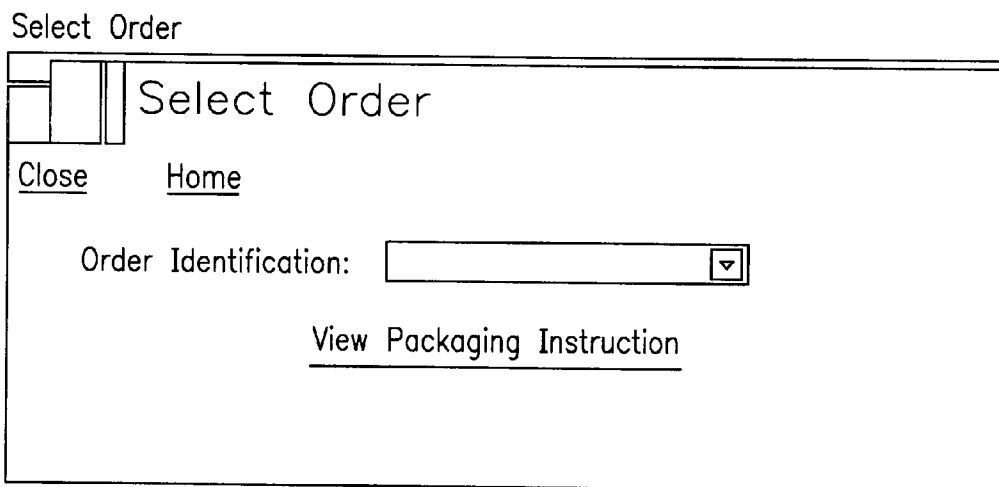 Select Order
Select Order
Close Home
Order Identification:
View Packaging Instruction